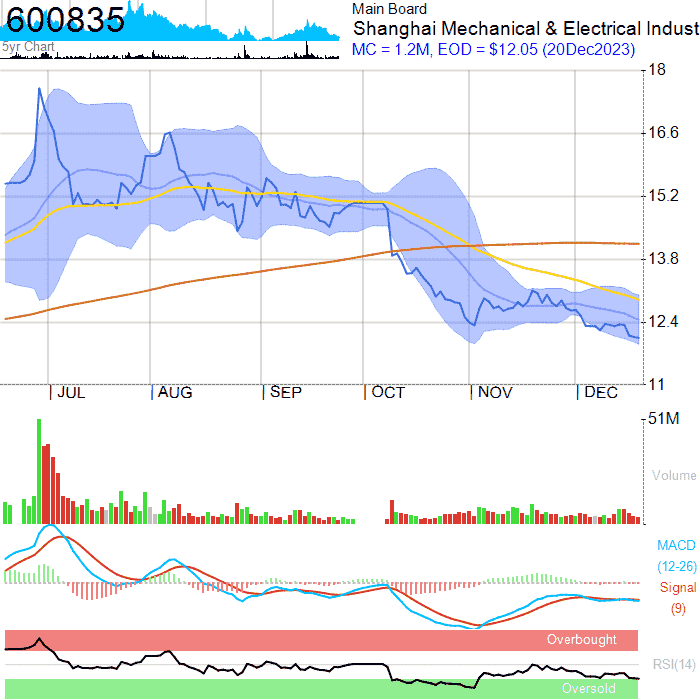 600835
5yr Chart
Main Board
Shanghai Mechanical & Electrical Indust
MC = 1.2M, EOD = $12.05 (20Dec2023)
18
16.6
15.2
13.8
12.4
11
JUL AUG SEP OCT NOV DEC
51M
Volume
MACD
(12-26)
Signal
(9)
Overbought
RSI(14)
Oversold